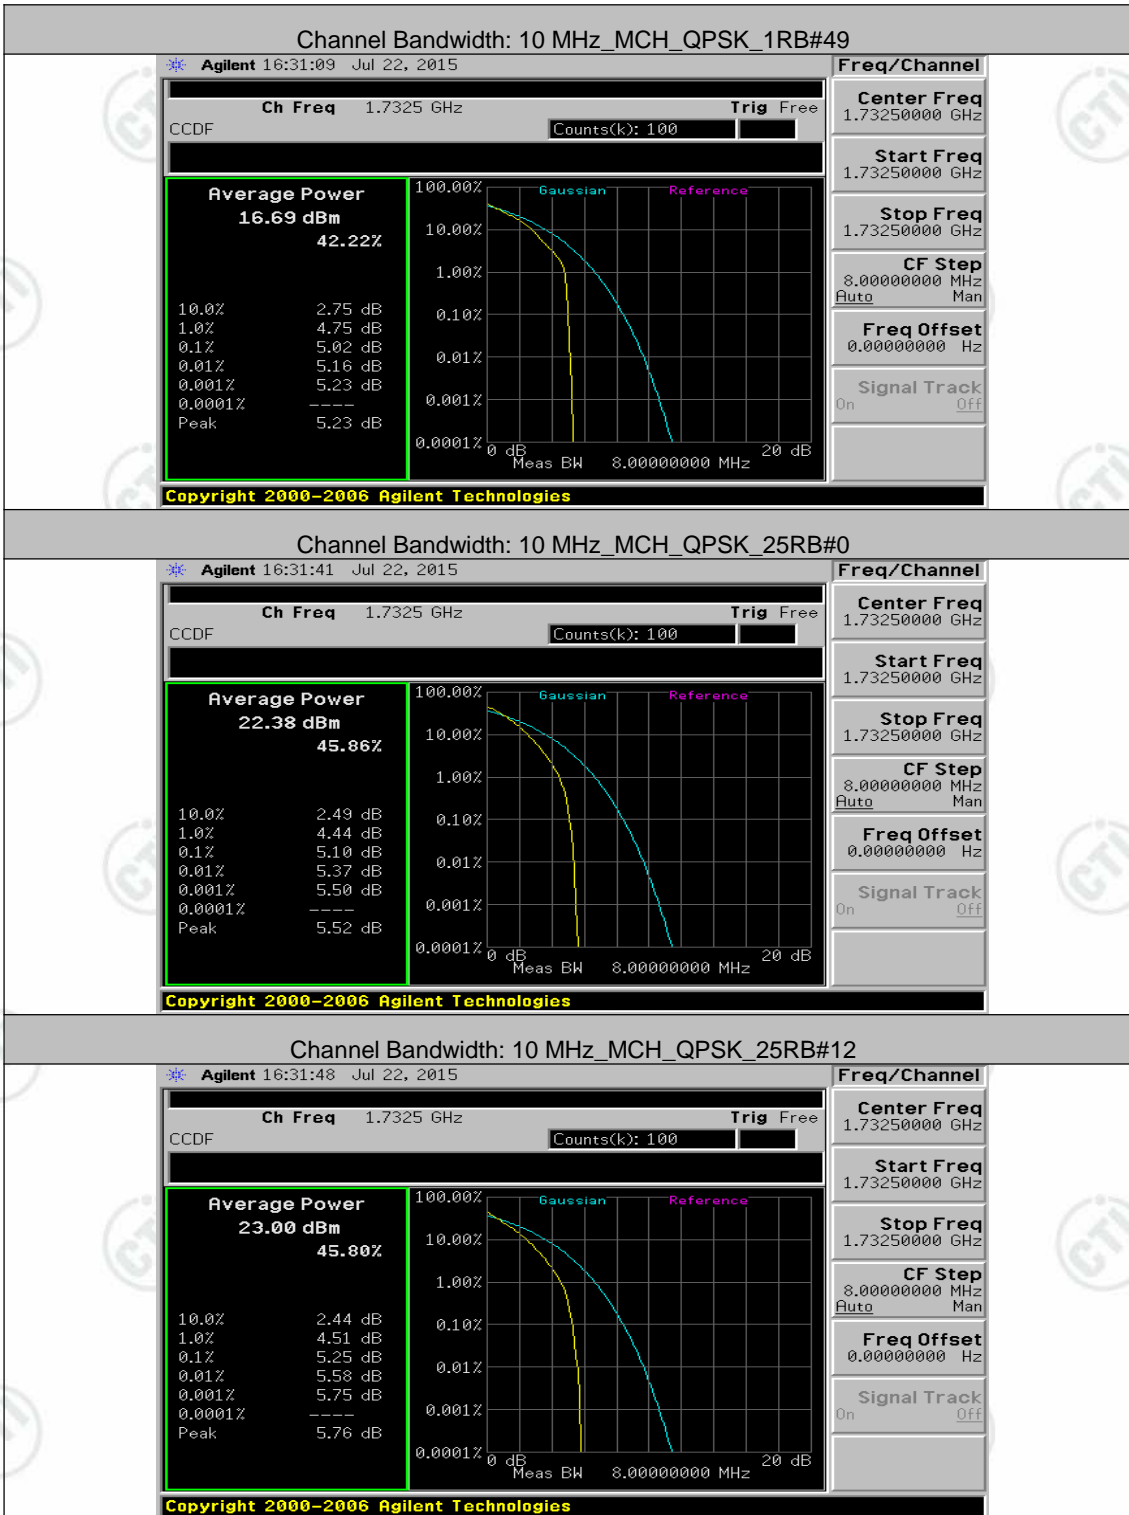 Channel Bandwidth: 10 MHz_MCH_QPSK_1RB#49
Agilent 16:31:09 Jul 22, 2015
Freq/Channel
Ch Freq 1.7325 GHz Trig Free
CCDF Counts(k): 100
Center Freq
1.73250000 GHz
Start Freq
1.73250000 GHz
Stop Freq
1.73250000 GHz
CF Step
8.00000000 MHz
Auto Man
Freq Offset
0.00000000 Hz
Signal Track
On Off
Average Power
16.69 dBm
42.22%
10.0% 2.75 dB
1.0% 4.75 dB
0.1% 5.02 dB
0.01% 5.16 dB
0.001% 5.23 dB
0.0001% ----
Peak 5.23 dB
Gaussian Reference
100.00%
10.00%
1.00%
0.10%
0.01%
0.001%
0.0001%
0 dB 20 dB
Meas BW 8.00000000 MHz
Copyright 2000-2006 Agilent Technologies
Channel Bandwidth: 10 MHz_MCH_QPSK_25RB#0
Agilent 16:31:41 Jul 22, 2015
Freq/Channel
Ch Freq 1.7325 GHz Trig Free
CCDF Counts(k): 100
Center Freq
1.73250000 GHz
Start Freq
1.73250000 GHz
Stop Freq
1.73250000 GHz
CF Step
8.00000000 MHz
Auto Man
Freq Offset
0.00000000 Hz
Signal Track
On Off
Average Power
22.38 dBm
45.86%
10.0% 2.49 dB
1.0% 4.44 dB
0.1% 5.10 dB
0.01% 5.37 dB
0.001% 5.50 dB
0.0001% ----
Peak 5.52 dB
Gaussian Reference
100.00%
10.00%
1.00%
0.10%
0.01%
0.001%
0.0001%
0 dB 20 dB
Meas BW 8.00000000 MHz
Copyright 2000-2006 Agilent Technologies
Channel Bandwidth: 10 MHz_MCH_QPSK_25RB#12
Agilent 16:31:48 Jul 22, 2015
Freq/Channel
Ch Freq 1.7325 GHz Trig Free
CCDF Counts(k): 100
Center Freq
1.73250000 GHz
Start Freq
1.73250000 GHz
Stop Freq
1.73250000 GHz
CF Step
8.00000000 MHz
Auto Man
Freq Offset
0.00000000 Hz
Signal Track
On Off
Average Power
23.00 dBm
45.80%
10.0% 2.44 dB
1.0% 4.51 dB
0.1% 5.25 dB
0.01% 5.58 dB
0.001% 5.75 dB
0.0001% ----
Peak 5.76 dB
Gaussian Reference
100.00%
10.00%
1.00%
0.10%
0.01%
0.001%
0.0001%
0 dB 20 dB
Meas BW 8.00000000 MHz
Copyright 2000-2006 Agilent Technologies
CTI
CTI
CTI
CTI
CTI
CTI
CTI
CTI